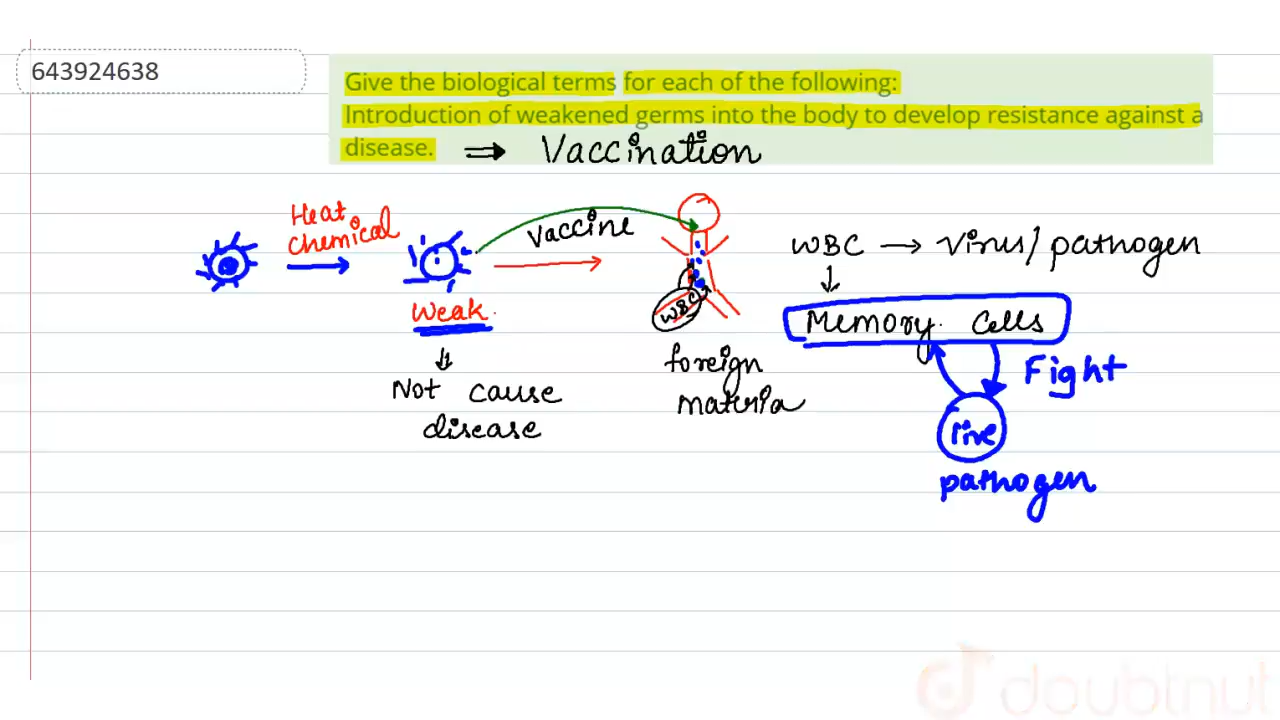 643924638
Give the biological terms for each of the following:
Introduction of weakened germs into the body to develop resistance against a
disease. ⇒ Vaccination
Heat
chemical
Vaccine
WBC → Virus/pathogen
Weak.
WBC
Memory. Cells
foreign
materia
Fight
Not cause
disease
live
pathogen
doubtnut